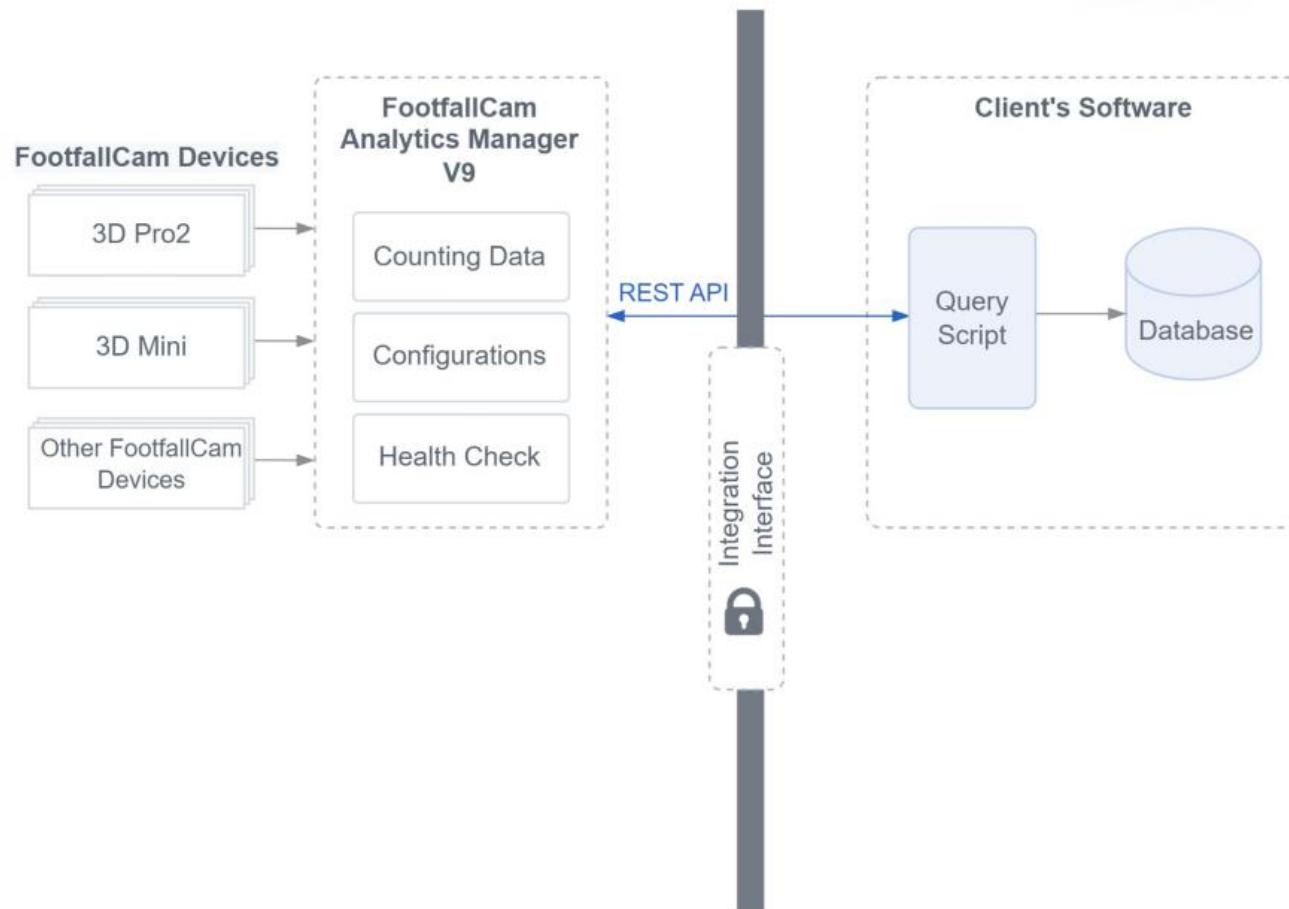 FootfallCam Devices
3D Pro2
3D Mini
Other FootfallCam
Devices
FootfallCam
Analytics Manager
V9
Counting Data
Configurations
Health Check
REST API
Integration
Interface
Client's Software
Query
Script
Database